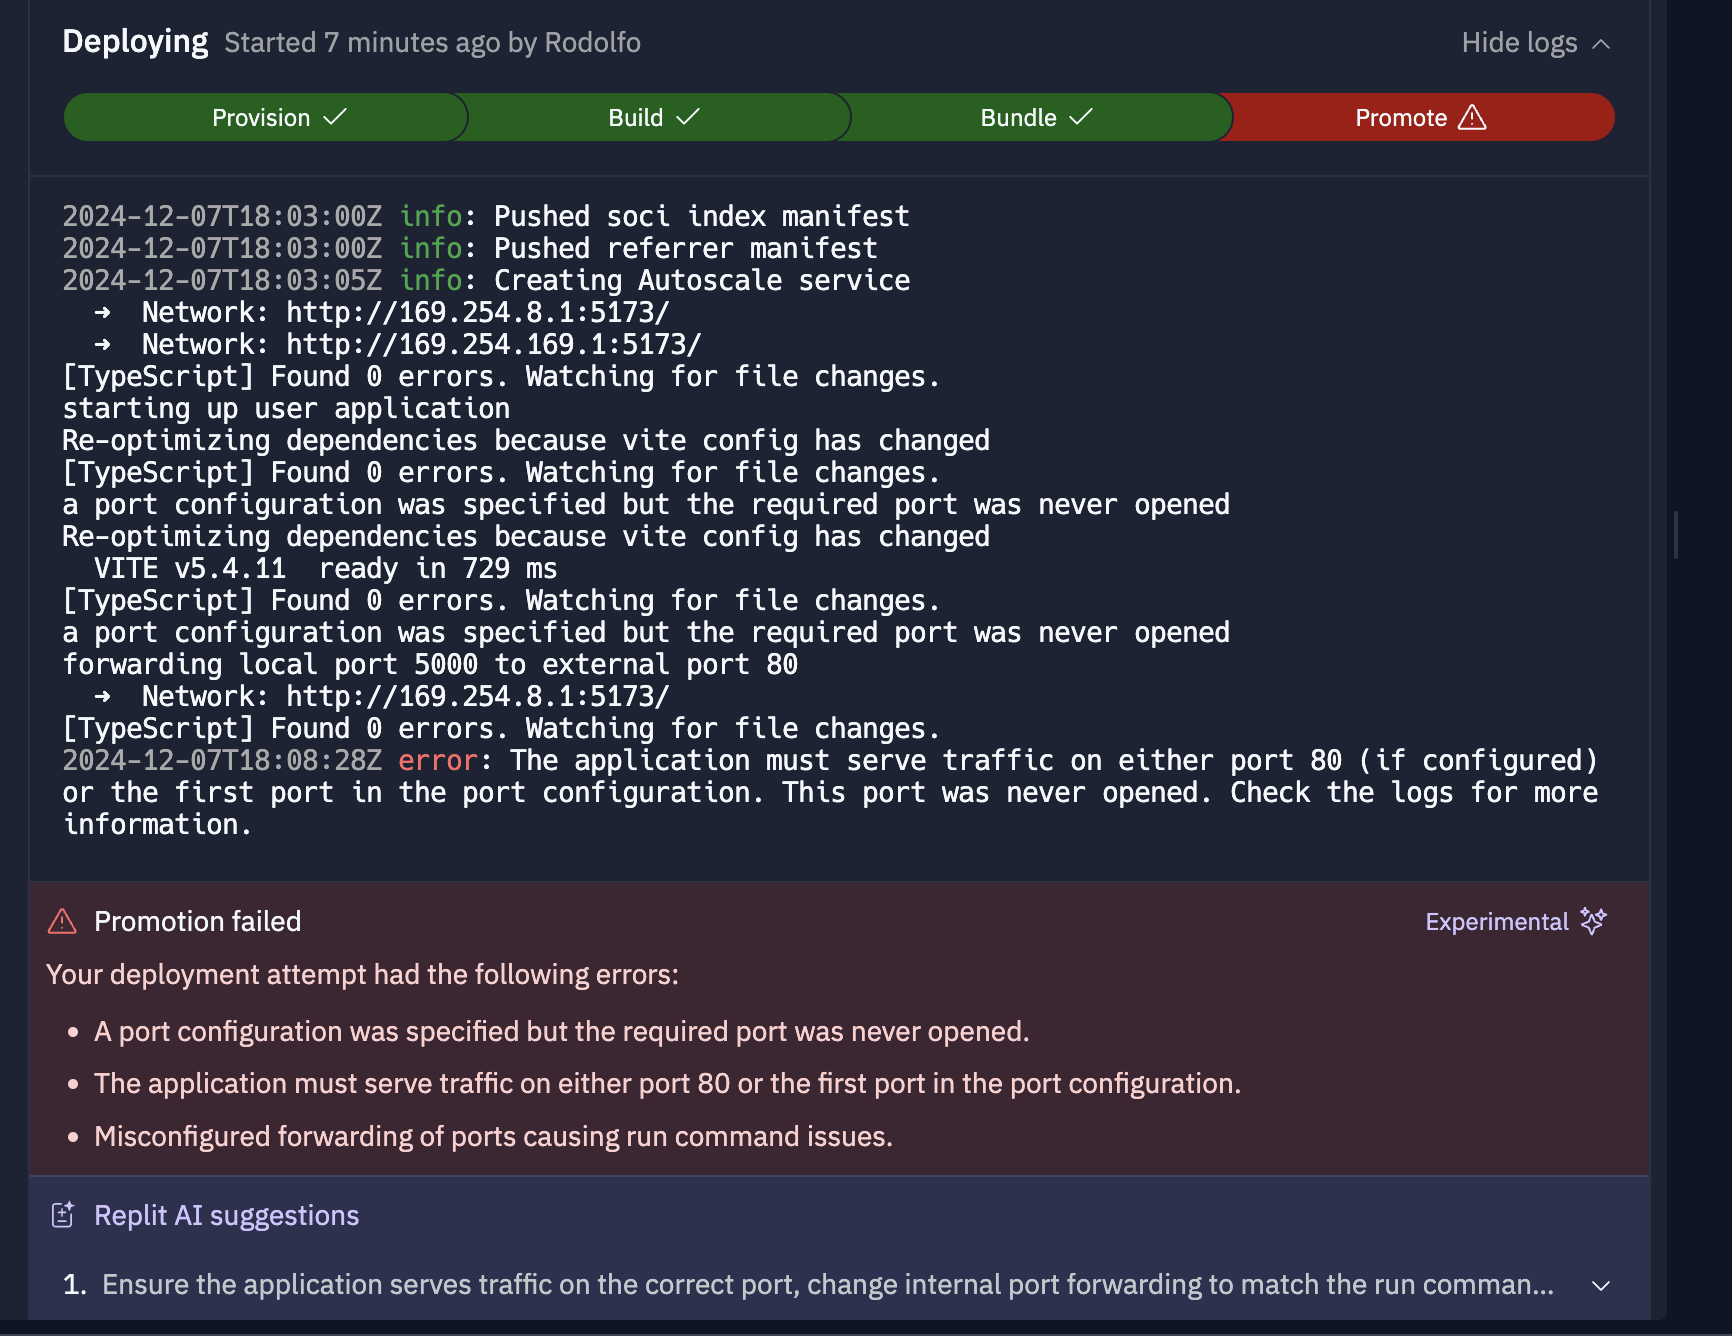 Deploying Started 7 minutes ago by Rodolfo
Hide logs
Provision
Build
Bundle
Promote
2024-12-07T18:03:00Z info: Pushed soci index manifest
2024-12-07T18:03:00Z info: Pushed referrer manifest
2024-12-07T18:03:05Z info: Creating Autoscale service
➜ Network: http://169.254.8.1:5173/
➜ Network: http://169.254.169.1:5173/
[TypeScript] Found 0 errors. Watching for file changes.
starting up user application
Re-optimizing dependencies because vite config has changed
[TypeScript] Found 0 errors. Watching for file changes.
a port configuration was specified but the required port was never opened
Re-optimizing dependencies because vite config has changed
VITE v5.4.11 ready in 729 ms
[TypeScript] Found 0 errors. Watching for file changes.
a port configuration was specified but the required port was never opened
forwarding local port 5000 to external port 80
➜ Network: http://169.254.8.1:5173/
[TypeScript] Found 0 errors. Watching for file changes.
2024-12-07T18:08:28Z error: The application must serve traffic on either port 80 (if configured)
or the first port in the port configuration. This port was never opened. Check the logs for more
information.
Promotion failed
Experimental
Your deployment attempt had the following errors:
• A port configuration was specified but the required port was never opened.
• The application must serve traffic on either port 80 or the first port in the port configuration.
• Misconfigured forwarding of ports causing run command issues.
Replit AI suggestions
1. Ensure the application serves traffic on the correct port, change internal port forwarding to match the run comman...